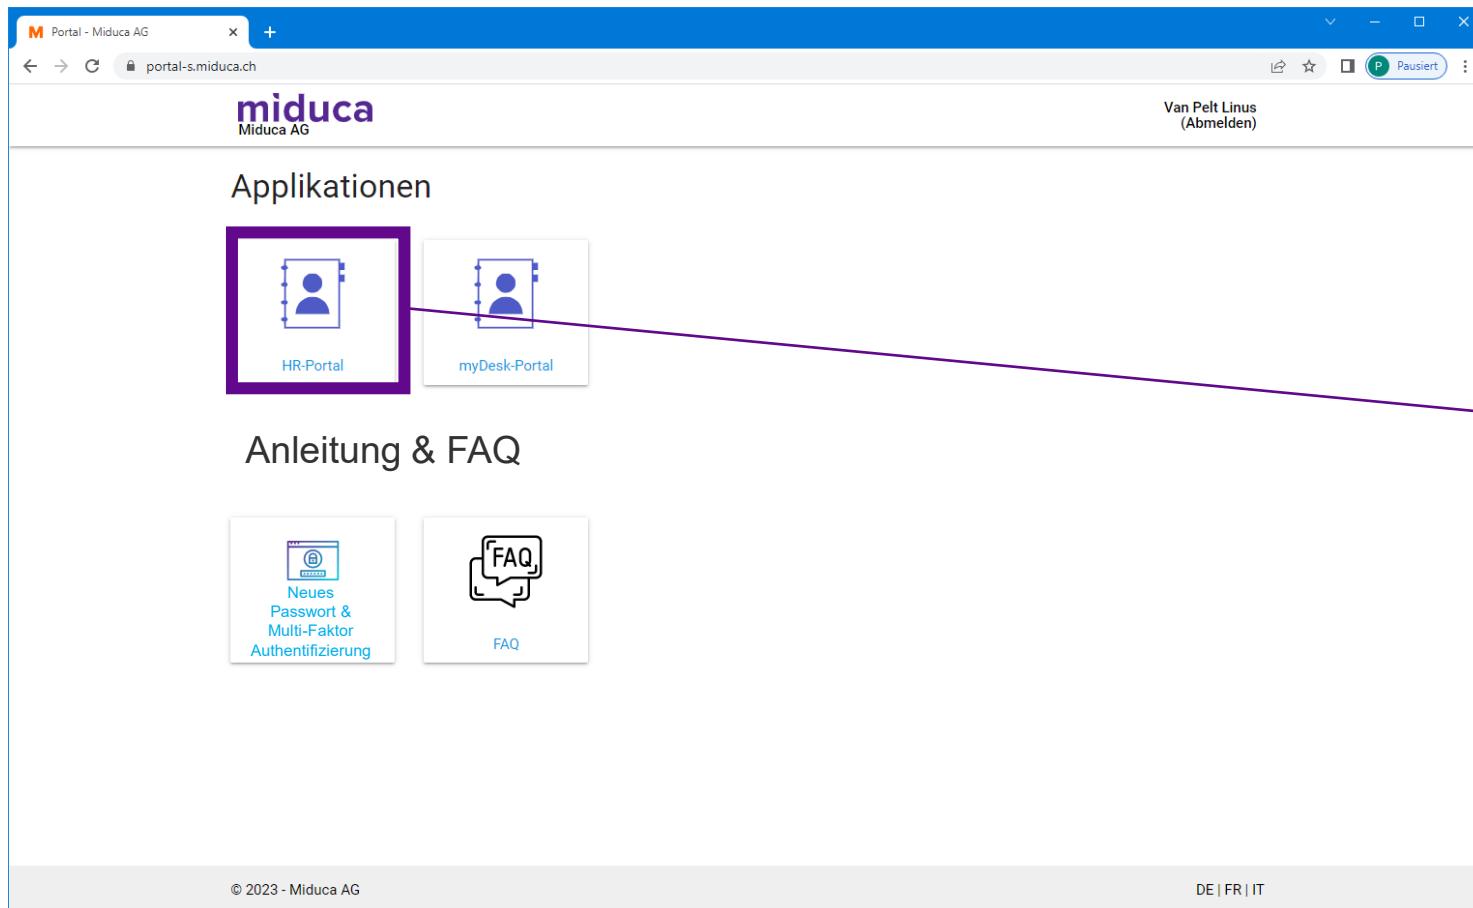 M Portal - Miduca AG
portal-s.miduca.ch
P Pausiert
miduca
Miduca AG
Van Pelt Linus
(Abmelden)
Applikationen
HR-Portal
myDesk-Portal
Anleitung & FAQ
Neues
Passwort &
Multi-Faktor
Authentifizierung
FAQ
FAQ
© 2023 - Miduca AG
DE | FR | IT